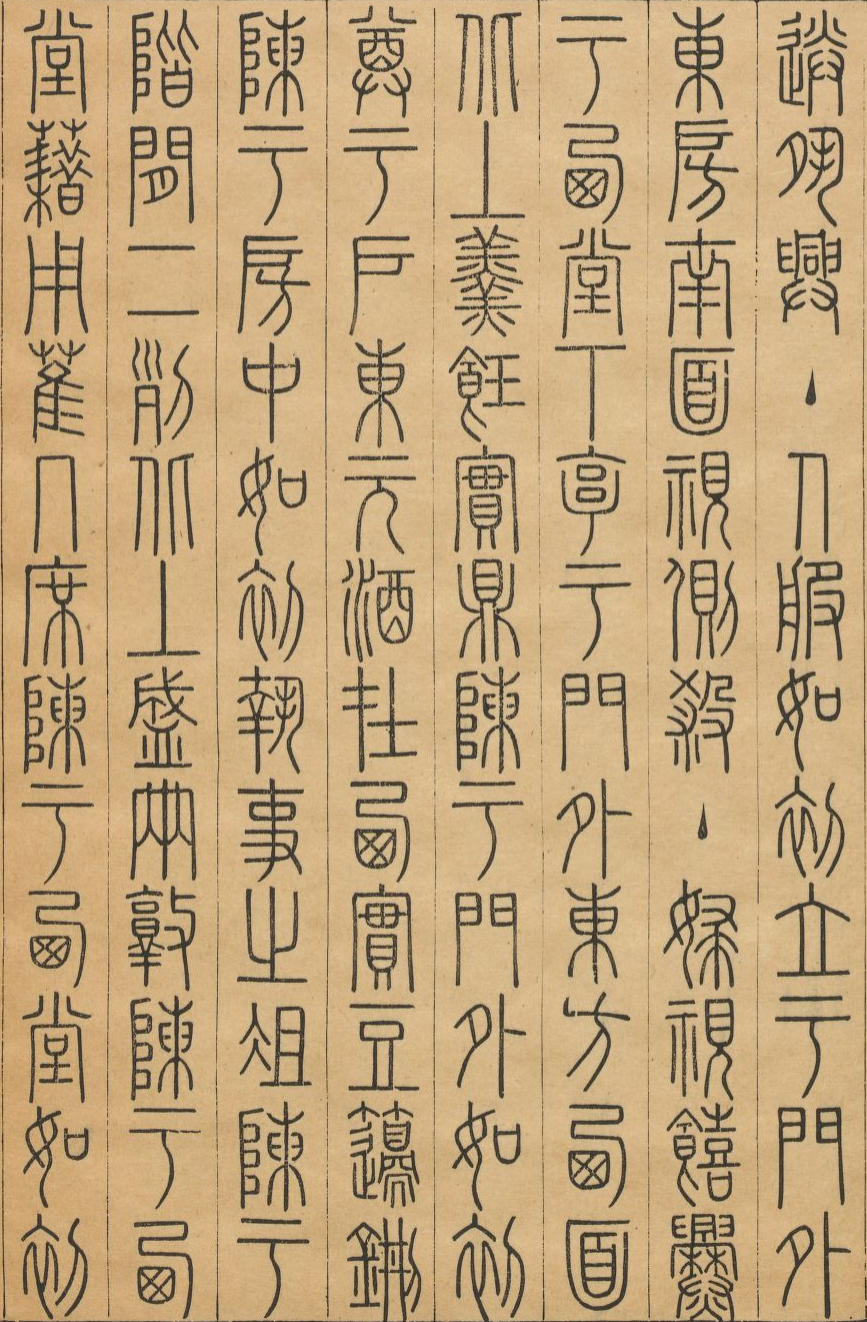 送夙興主人服如初立于門外
東房南面視側殺主婦視饎爨
于西堂下亨于門外東方西面
北上羹飪實鼎陳于門外如初
尊于戶東玄酒在西實豆籩鉶
陳于房中如初執事之俎陳于
階間二列北上盛兩敦陳于西
堂藉用萑几席陳于西堂如初